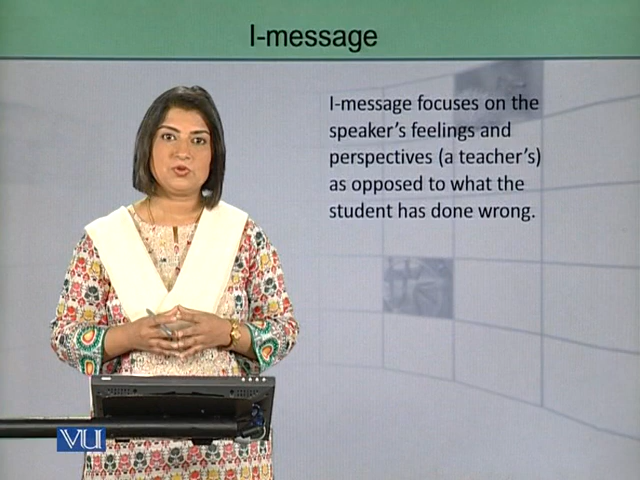 I-message
I-message focuses on the
speaker's feelings and
perspectives (a teacher's)
as opposed to what the
student has done wrong.
VU